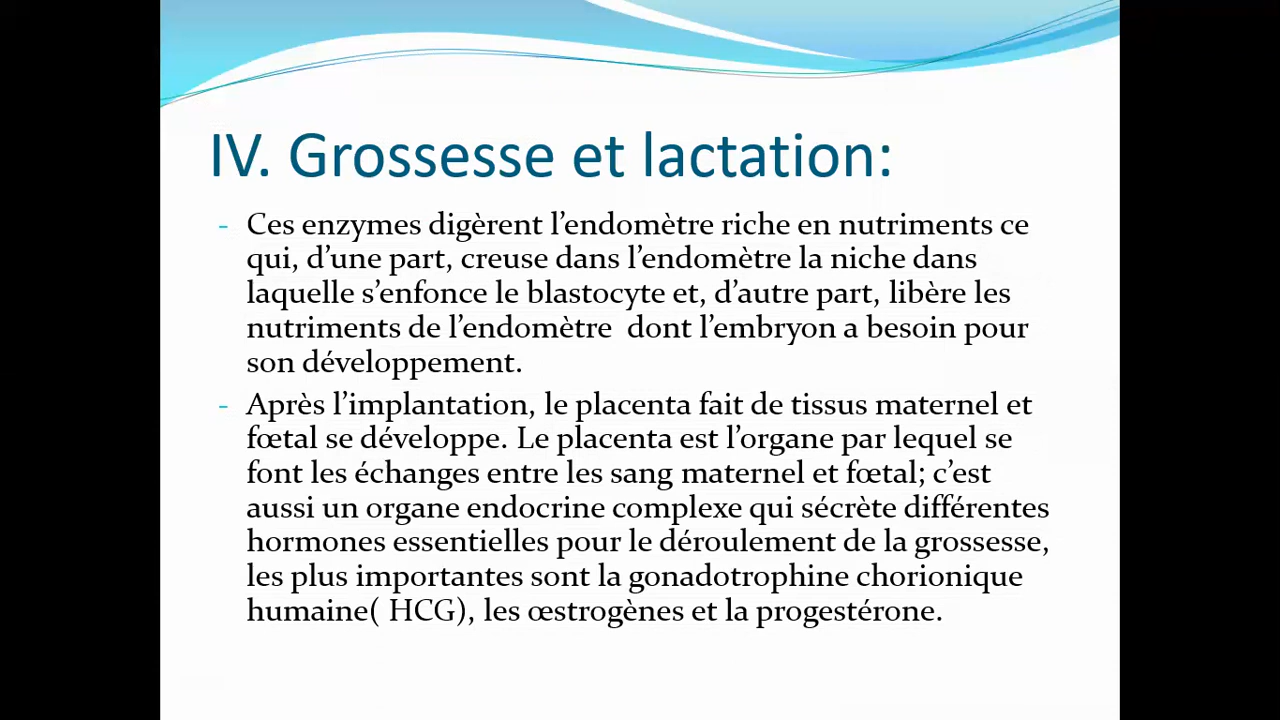 IV. Grossesse et lactation:
- Ces enzymes digèrent l’endomètre riche en nutriments ce
qui, d’une part, creuse dans l’endomètre la niche dans
laquelle s’enfonce le blastocyte et, d’autre part, libère les
nutriments de l’endomètre  dont l’embryon a besoin pour
son développement.
- Après l’implantation, le placenta fait de tissus maternel et
fœtal se développe. Le placenta est l’organe par lequel se
font les échanges entre les sang maternel et fœtal; c’est
aussi un organe endocrine complexe qui sécrète différentes
hormones essentielles pour le déroulement de la grossesse,
les plus importantes sont la gonadotrophine chorionique
humaine( HCG), les œstrogènes et la progestérone.